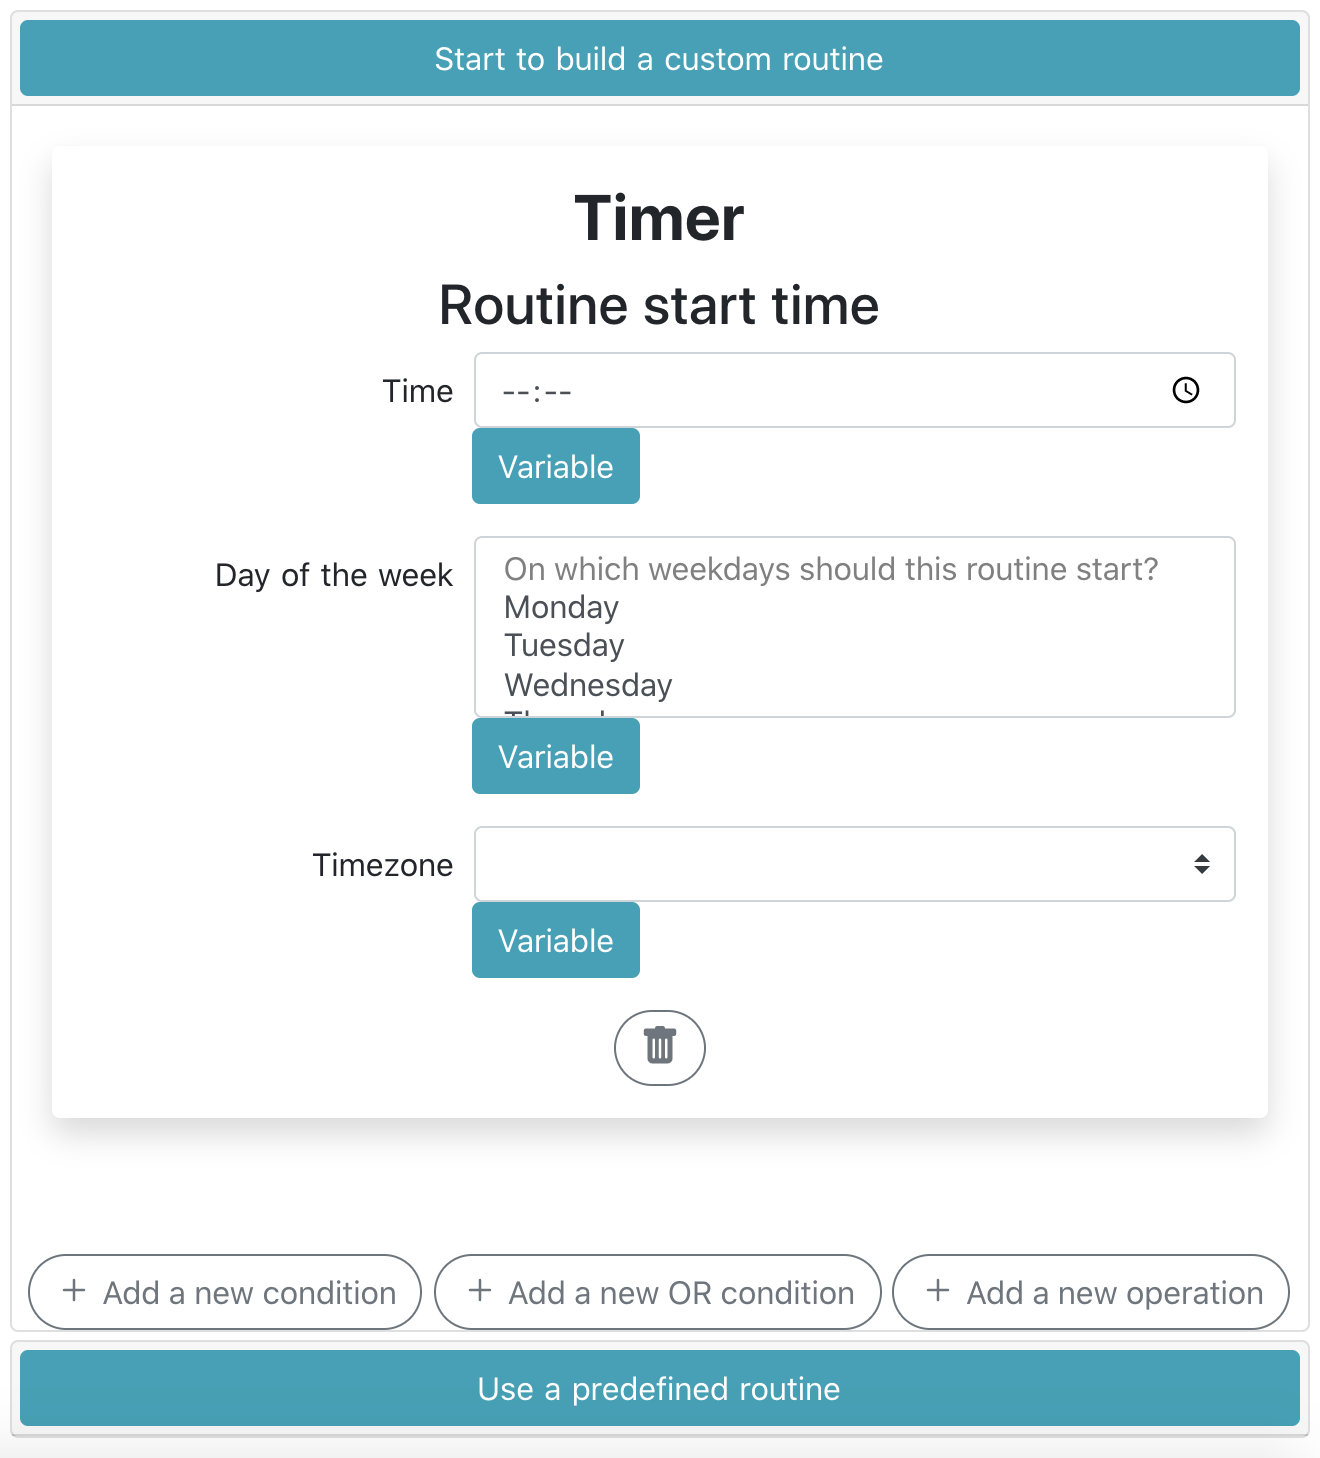 Start to build a custom routine
Timer
Routine start time
Time
--:--
Variable
Day of the week
On which weekdays should this routine start?
Monday
Tuesday
Wednesday
Variable
Timezone
Variable
+ Add a new condition
+ Add a new OR condition
+ Add a new operation
Use a predefined routine